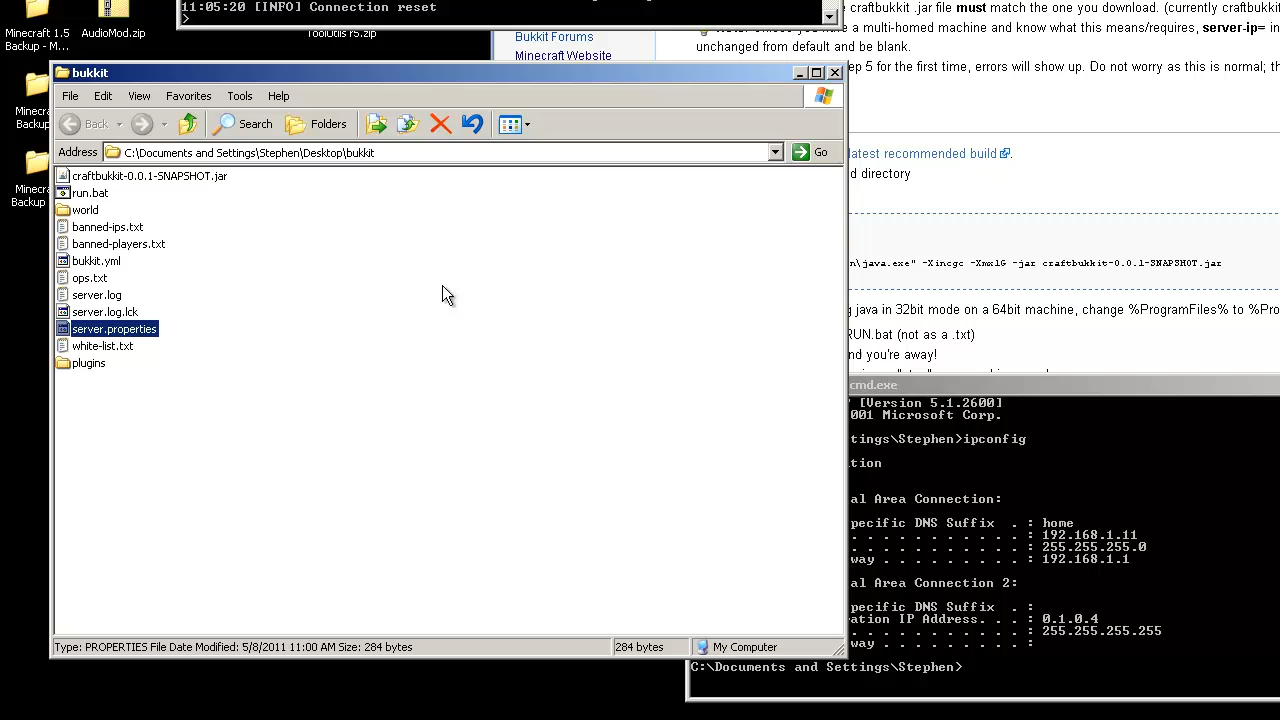 11:05:20 [INFO] Connection reset
>
Minecraft 1.5
Backup - M...
AudioMod.zip
TooUtils r5.zip
Bukkit Forums
Minecraft Website
craftbukkit .jar file must match the one you download. (currently craftbukkit
a multi-homed machine and know what this means/requires, server-ip= in
unchanged from default and be blank.
ep 5 for the first time, errors will show up. Do not worry as this is normal; th
bukkit
File Edit View Favorites Tools Help
Back Search Folders
Address C:\Documents and Settings\Stephen\Desktop\bukkit Go
craftbukkit-0.0.1-SNAPSHOT.jar
run.bat
world
banned-ips.txt
banned-players.txt
bukkit.yml
ops.txt
server.log
server.log.lck
server.properties
white-list.txt
plugins
Type: PROPERTIES File Date Modified: 5/8/2011 11:00 AM Size: 284 bytes
284 bytes
My Computer
Minecra
Backup
Minecr
Backup
latest recommended build.
d directory
n\java.exe" -Xincgc -Xmx1G -jar craftbukkit-0.0.1-SNAPSHOT.jar
g java in 32bit mode on a 64bit machine, change %ProgramFiles% to %Pro
RUN.bat (not as a .txt)
nd you're away!
cmd.exe
[Version 5.1.2600]
001 Microsoft Corp.
ttings\Stephen>ipconfig
ation
al Area Connection:
pecific DNS Suffix . : home
. . . . . . . . . . . : 192.168.1.11
. . . . . . . . . . . : 255.255.255.0
way . . . . . . . . . : 192.168.1.1
al Area Connection 2:
pecific DNS Suffix . :
ration IP Address. . . : 0.1.0.4
. . . . . . . . . . . : 255.255.255.255
way . . . . . . . . . :
C:\Documents and Settings\Stephen>